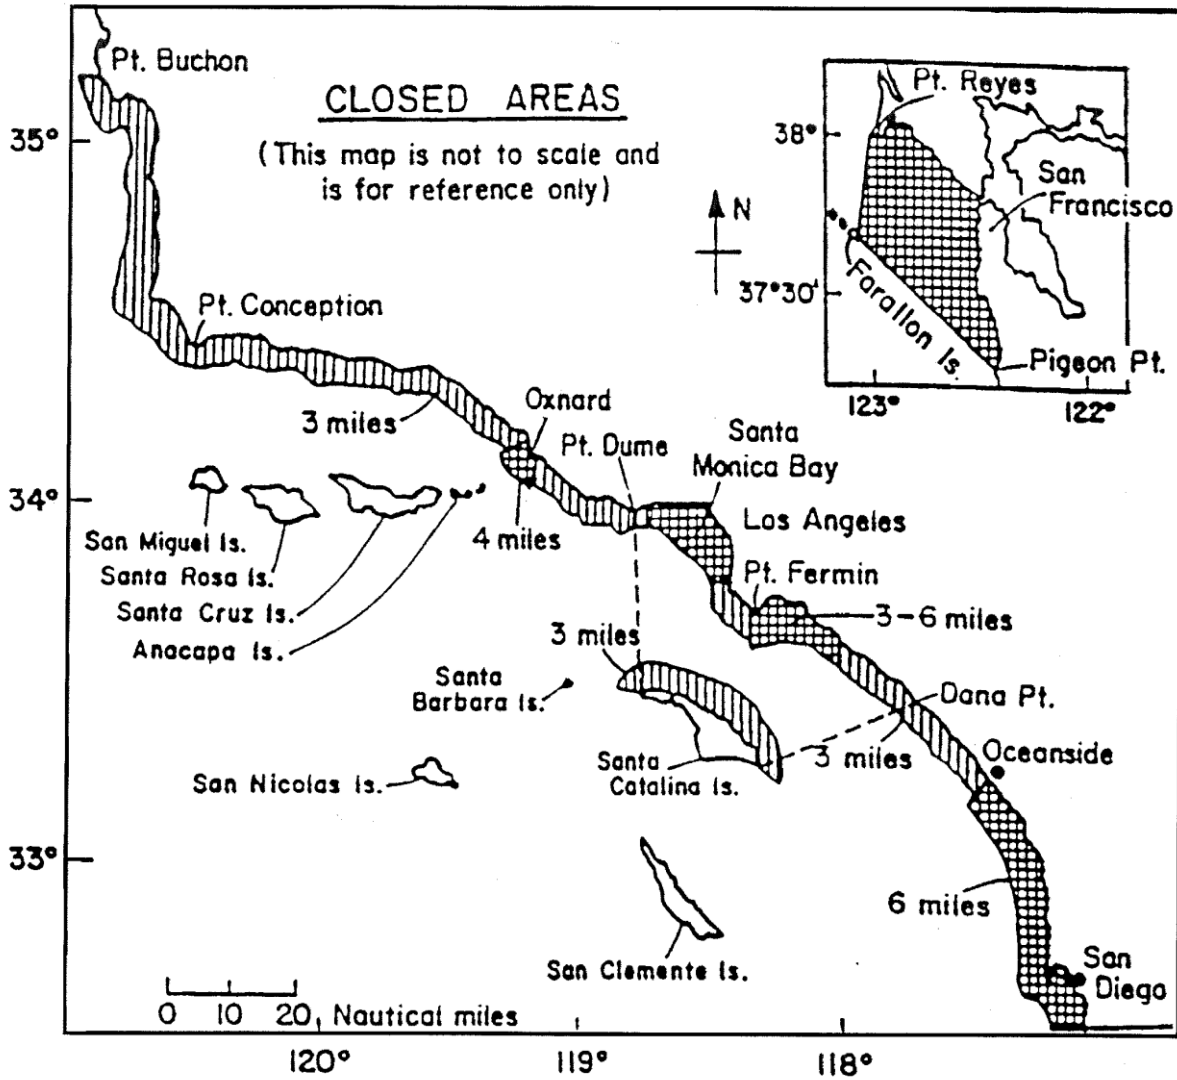 Pt. Buchon
CLOSED AREAS
(This map is not to scale and
is for reference only)
N
Pt. Reyes
38°
San
Francisco
37°30'
Farallon Is.
Pigeon Pt.
123°
122°
35°
Pt. Conception
3 miles
Oxnard
Pt. Dume
Santa
Monica Bay
34°
4 miles
Los Angeles
San Miguel Is.
Santa Rosa Is.
Santa Cruz Is.
Anacapa Is.
Pt. Fermin
3-6 miles
3 miles
Santa
Barbara Is.
Dana Pt.
3 miles
Oceanside
Santa
Catalina Is.
San Nicolas Is.
33°
6 miles
San Clemente Is.
San
Diego
0 10 20 Nautical miles
120°
119°
118°